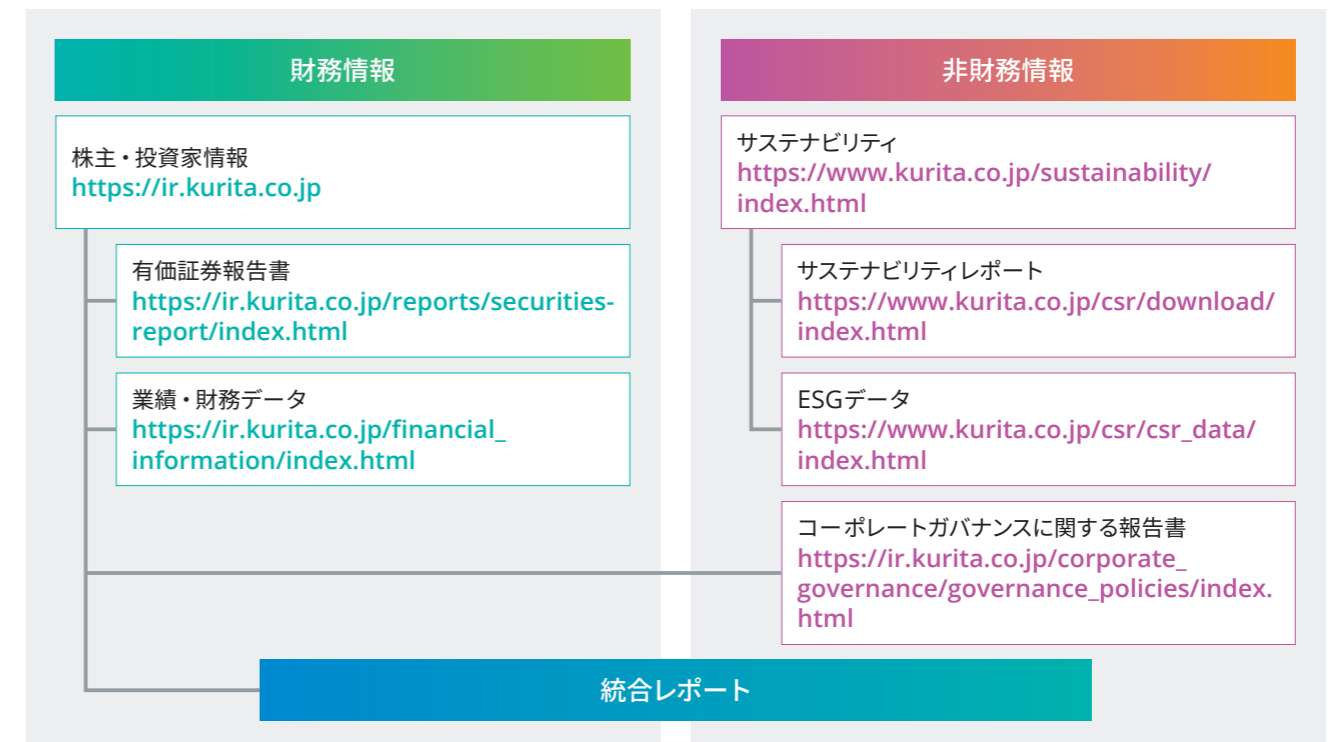 財務情報
株主・投資家情報
https://ir.kurita.co.jp
有価証券報告書
https://ir.kurita.co.jp/reports/securities-
report/index.html
業績・財務データ
https://ir.kurita.co.jp/financial_
information/index.html
非財務情報
サステナビリティ
https://www.kurita.co.jp/sustainability/
index.html
サステナビリティレポート
https://www.kurita.co.jp/csr/download/
index.html
ESGデータ
https://www.kurita.co.jp/csr/csr_data/
index.html
コーポレートガバナンスに関する報告書
https://ir.kurita.co.jp/corporate_
governance/governance_policies/index.
html
統合レポート